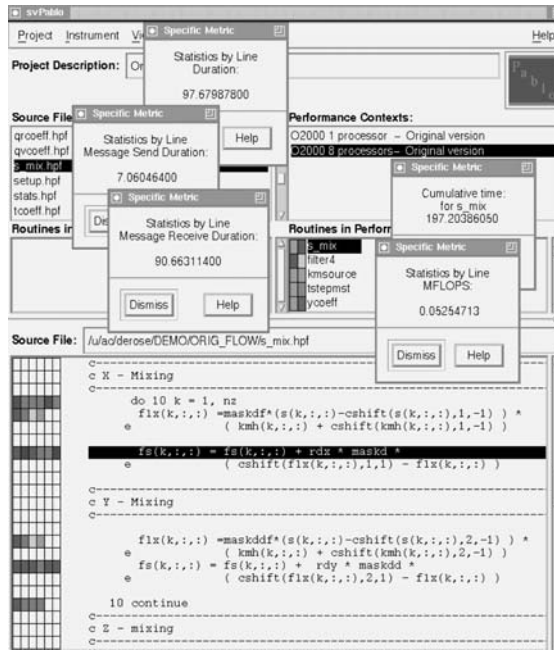 svPablo
Project Instrument Vi
Help
Project Description: Or
Specific Metric
Statistics by Line
Duration:
97.67987800
Help
Pable
Source File
qrcoeff.hpf
qvcoeff.hpf
s_mix.hpf
setup.hpf
stats.hpf
tcoeff.hpf
Specific Metric
Statistics by Line
Message Send Duration:
7.06046400
Dis
Performance Contexts:
O2000 1 processor - Original version
O2000 8 processors- Original version
Specific Metric
Cumulative time:
for s_mix
197.20386050
Routines in
Specific Metric
Statistics by Line
Message Receive Duration:
90.66311400
Dismiss Help
Routines in Perform
s_mix
filter4
kmsource
tstepmst
ycoeff
Specific Metric
Statistics by Line
MFLOPS:
0.05254713
Dismiss Help
Source File: /u/ao/derose/DEMO/ORIG_FLOW/s_mix.hpf
c----------------------------------------
c X - Mixing
c----------------------------------------
do 10 k = 1, nz
flx(k,:,:) =maskdf*(s(k,:,:)-cshift(s(k,:,:),1,-1) ) *
e ( kmh(k,:,:) + cshift(kmh(k,:,:),1,-1) )
fs(k,:,:) = fs(k,:,:) + rdx * maskd *
e ( cshift(flx(k,:,:),1,1) - flx(k,:,:) )
c----------------------------------------
c Y - Mixing
c----------------------------------------
flx(k,:,:) =maskddf*(s(k,:,:)-cshift(s(k,:,:),2,-1) ) *
e ( kmh(k,:,:) + cshift(kmh(k,:,:),2,-1) )
fs(k,:,:) = fs(k,:,:) + rdy * maskdd *
e ( cshift(flx(k,:,:),2,1) - flx(k,:,:) )
10 continue
c----------------------------------------
c Z - mixing
c----------------------------------------